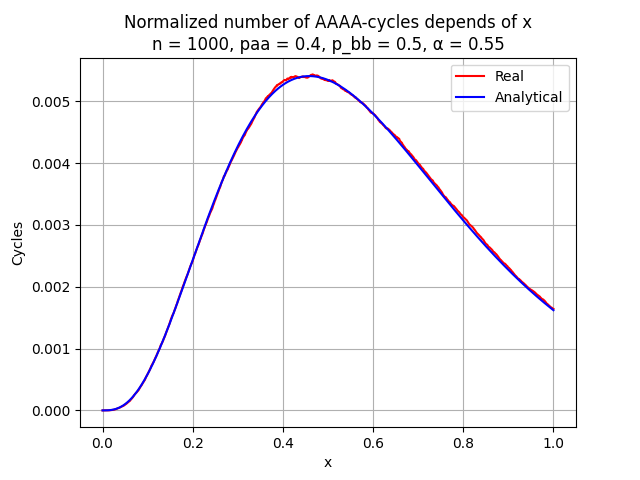 Normalized number of AAAA-cycles depends of x
n = 1000, paa = 0.4, p_bb = 0.5, α = 0.55
Real
Analytical
0.005
0.004
0.003
0.002
0.001
0.000
Cycles
0.0 0.2 0.4 0.6 0.8 1.0
x